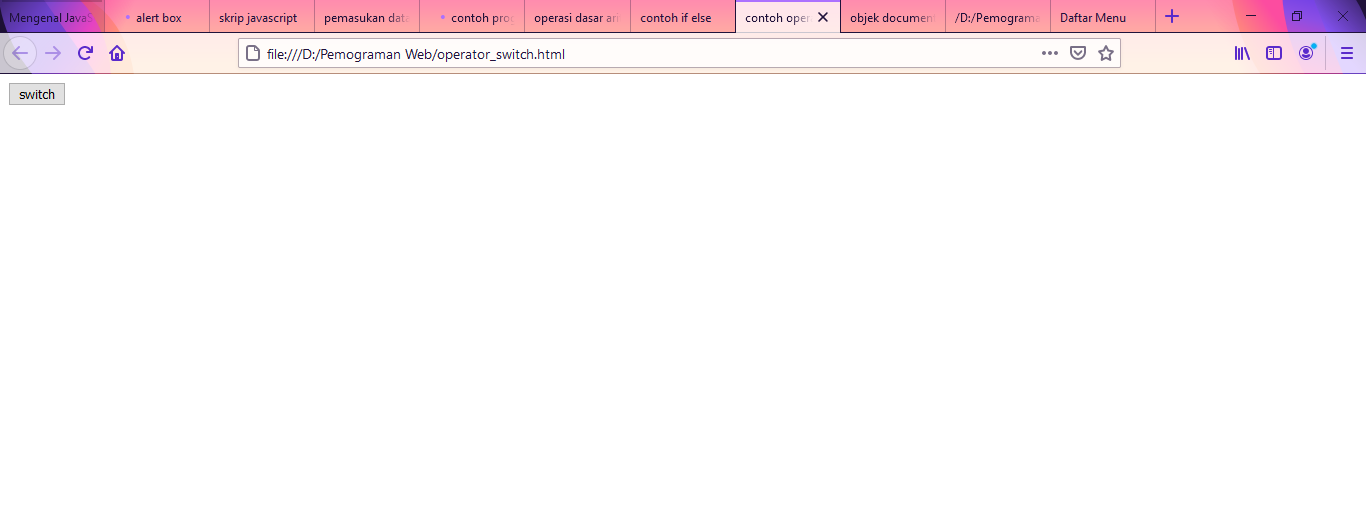 Mengenal JavaS
alert box
skrip javascript
pemasukan data
contoh prog
operasi dasar ari
contoh if else
contoh oper
objek document
/D:/Pemograma
Daftar Menu
file:///D:/Pemograman Web/operator_switch.html
switch